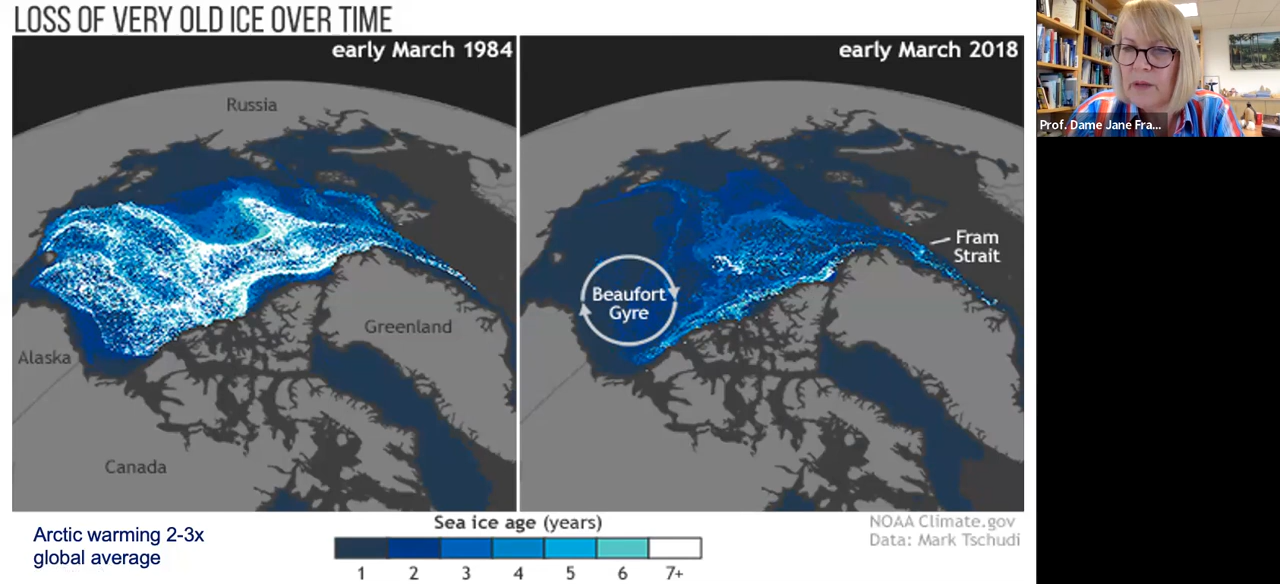 LOSS OF VERY OLD ICE OVER TIME
early March 1984
early March 2018
Prof. Dame Jane Fra...
Russia
Alaska
Greenland
Canada
Beaufort
Gyre
Fram
Strait
Arctic warming 2-3x
global average
Sea ice age (years)
1 2 3 4 5 6 7+
NOAA Climate.gov
Data: Mark Tschudi